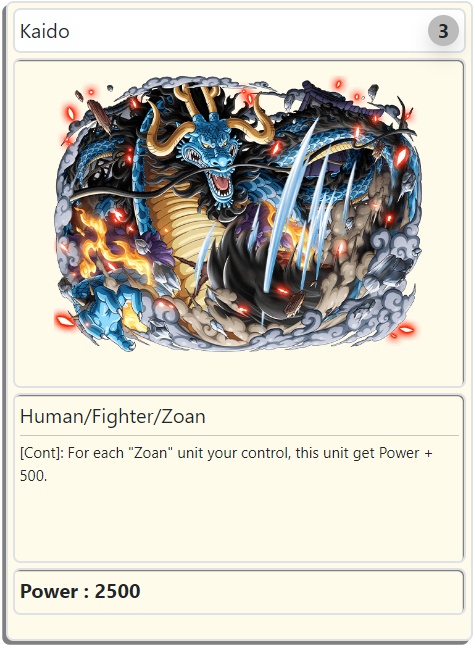 Kaido
3
Human/Fighter/Zoan
[Cont]: For each "Zoan" unit your control, this unit get Power +
500.
Power : 2500